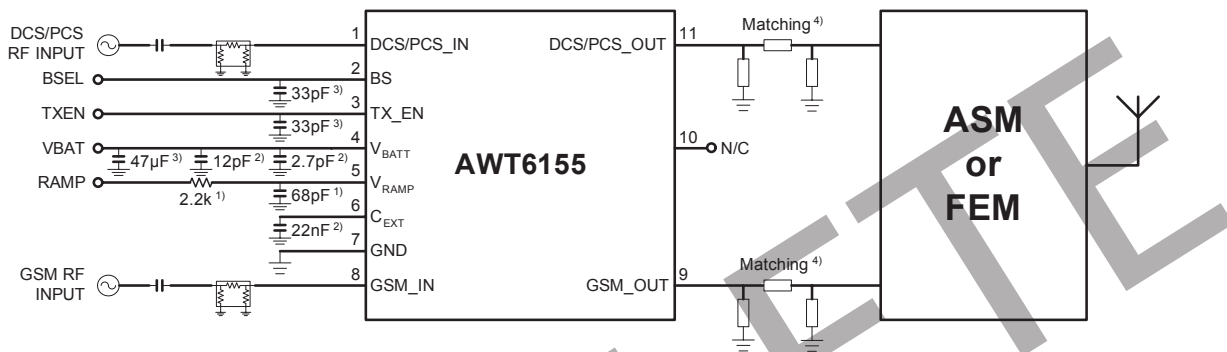 DCS/PCS
RF INPUT
BSEL
TXEN
VBAT
RAMP
GSM RF
INPUT
33pF 3)
33pF 3)
47µF 3)
12pF 2)
2.7pF 2)
2.2k 1)
68pF 1)
22nF 2)
1
2
3
4
5
6
7
8
DCS/PCS_IN
BS
TX_EN
VBATT
VRAMP
CEXT
GND
GSM_IN
AWT6155
DCS/PCS_OUT
GSM_OUT
11
10
9
N/C
Matching 4)
Matching 4)
ASM
or
FEM
ETE